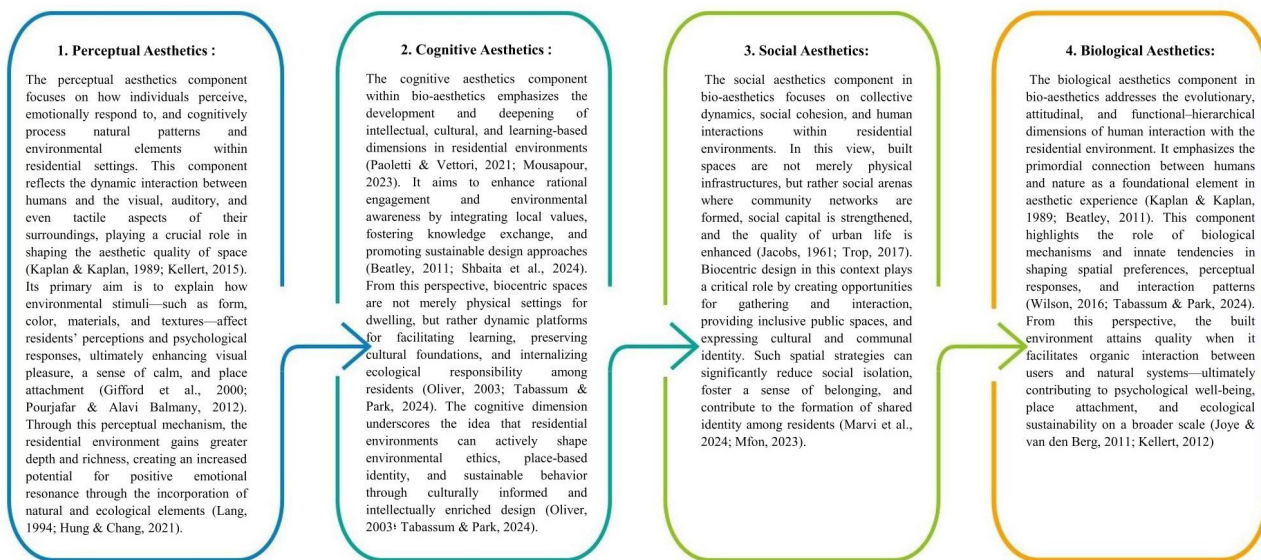 1. Perceptual Aesthetics :
The perceptual aesthetics component
focuses on how individuals perceive,
emotionally respond to, and cognitively
process natural patterns and
environmental elements within
residential settings. This component
reflects the dynamic interaction between
humans and the visual, auditory, and
even tactile aspects of their
surroundings, playing a crucial role in
shaping the aesthetic quality of space
(Kaplan & Kaplan, 1989; Kellert, 2015).
Its primary aim is to explain how
environmental stimuli—such as form,
color, materials, and textures—affect
residents’ perceptions and psychological
responses, ultimately enhancing visual
pleasure, a sense of calm, and place
attachment (Gifford et al., 2000;
Pourjafar & Alavi Balmany, 2012).
Through this perceptual mechanism, the
residential environment gains greater
depth and richness, creating an increased
potential for positive emotional
resonance through the incorporation of
natural and ecological elements (Lang,
1994; Hung & Chang, 2021).
2. Cognitive Aesthetics :
The cognitive aesthetics component
within bio-aesthetics emphasizes the
development and deepening of
intellectual, cultural, and learning-based
dimensions in residential environments
(Paoletti & Vettori, 2021; Mousapour,
2023). It aims to enhance rational
engagement and environmental
awareness by integrating local values,
fostering knowledge exchange, and
promoting sustainable design approaches
(Beatley, 2011; Shbaita et al., 2024).
From this perspective, biocentric spaces
are not merely physical settings for
dwelling, but rather dynamic platforms
for facilitating learning, preserving
cultural foundations, and internalizing
ecological responsibility among
residents (Oliver, 2003; Tabassum &
Park, 2024). The cognitive dimension
underscores the idea that residential
environments can actively shape
environmental ethics, place-based
identity, and sustainable behavior
through culturally informed and
intellectually enriched design (Oliver,
2003؛ Tabassum & Park, 2024).
3. Social Aesthetics:
The social aesthetics component in
bio-aesthetics focuses on collective
dynamics, social cohesion, and human
interactions within residential
environments. In this view, built
spaces are not merely physical
infrastructures, but rather social arenas
where community networks are
formed, social capital is strengthened,
and the quality of urban life is
enhanced (Jacobs, 1961; Trop, 2017).
Biocentric design in this context plays
a critical role by creating opportunities
for gathering and interaction,
providing inclusive public spaces, and
expressing cultural and communal
identity. Such spatial strategies can
significantly reduce social isolation,
foster a sense of belonging, and
contribute to the formation of shared
identity among residents (Marvi et al.,
2024; Mfon, 2023).
4. Biological Aesthetics:
The biological aesthetics component in
bio-aesthetics addresses the evolutionary,
attitudinal, and functional–hierarchical
dimensions of human interaction with the
residential environment. It emphasizes the
primordial connection between humans
and nature as a foundational element in
aesthetic experience (Kaplan & Kaplan,
1989; Beatley, 2011). This component
highlights the role of biological
mechanisms and innate tendencies in
shaping spatial preferences, perceptual
responses, and interaction patterns
(Wilson, 2016; Tabassum & Park, 2024).
From this perspective, the built
environment attains quality when it
facilitates organic interaction between
users and natural systems—ultimately
contributing to psychological well-being,
place attachment, and ecological
sustainability on a broader scale (Joye &
van den Berg, 2011; Kellert, 2012)